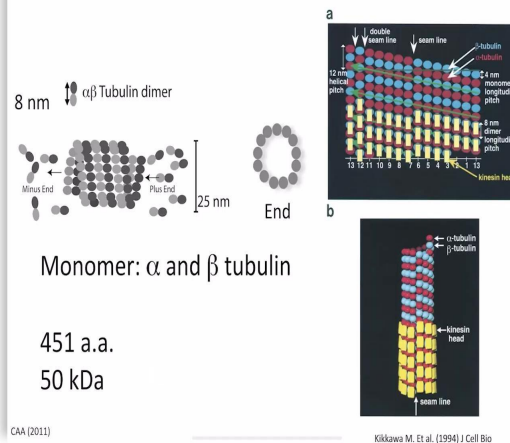 8 nm
αβ Tubulin dimer
Minus End
Plus End
25 nm
End
Monomer: α and β tubulin
451 a.a.
50 kDa
CAA (2011)
a
double
seam line
seam line
β-tubulin
α-tubulin
12 nm
helical
pitch
4 nm
monomer
longitudi
pitch
8 nm
dimer
longitudi
pitch
13 12 11 10 9 8 7 6 5 4 3 2 1 13
kinesin hea
b
α-tubulin
β-tubulin
kinesin
head
seam line
Kikkawa M. Et al. (1994) J Cell Bio